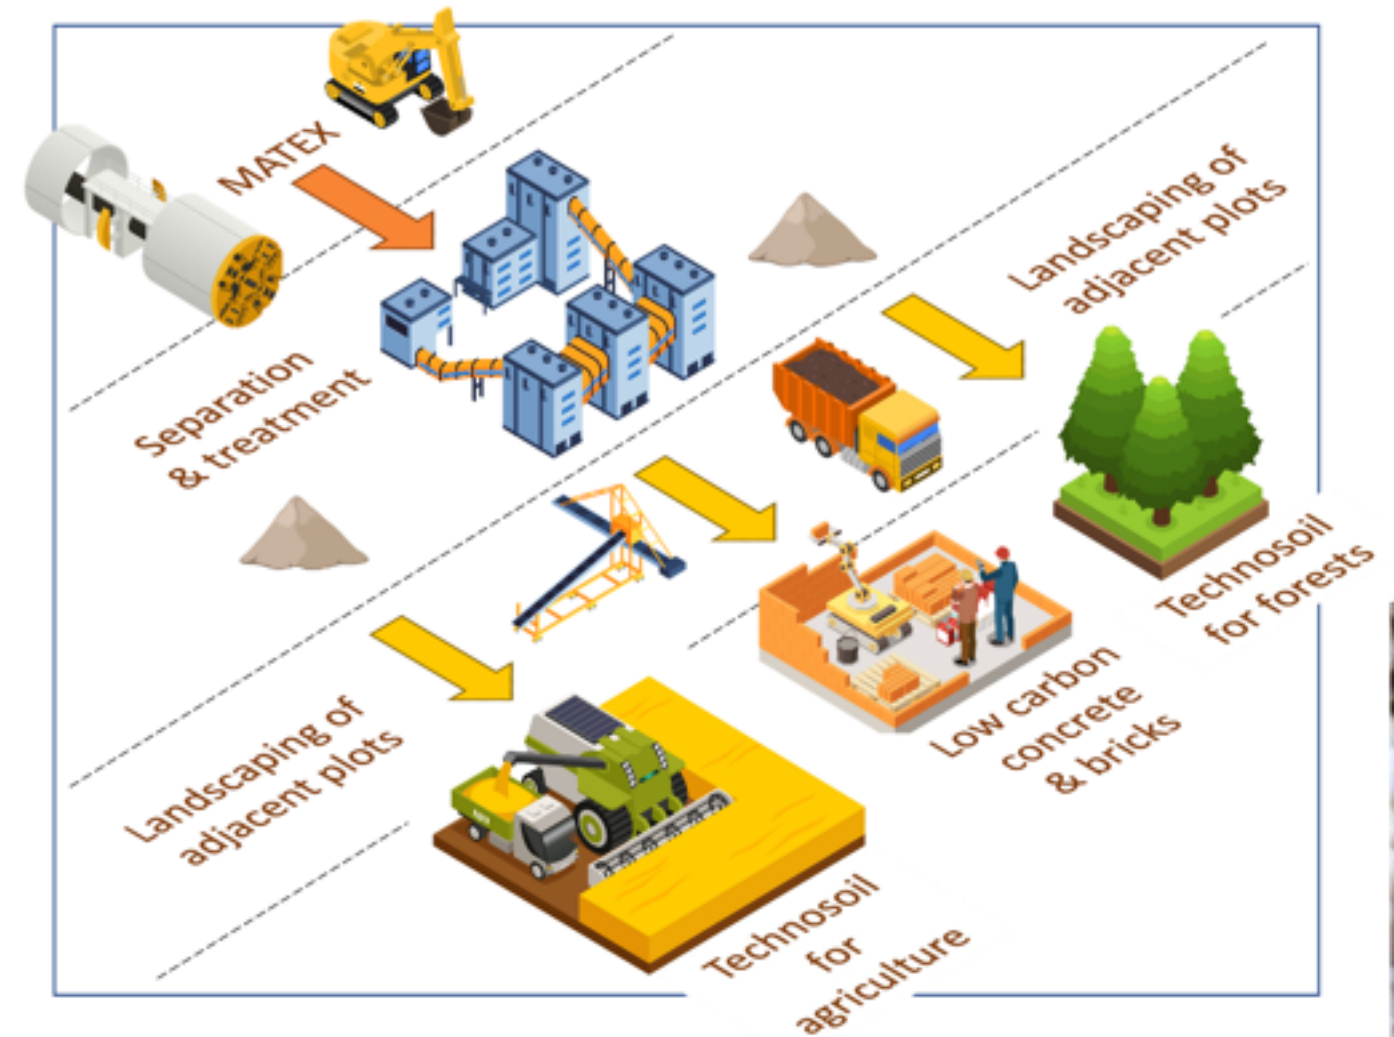 MATEX
Separation
& treatment
Landscaping of
adjacent plots
Landscaping of
adjacent plots
Technosoil
for forests
Low carbon
concrete
& bricks
Technosoil
for
agriculture